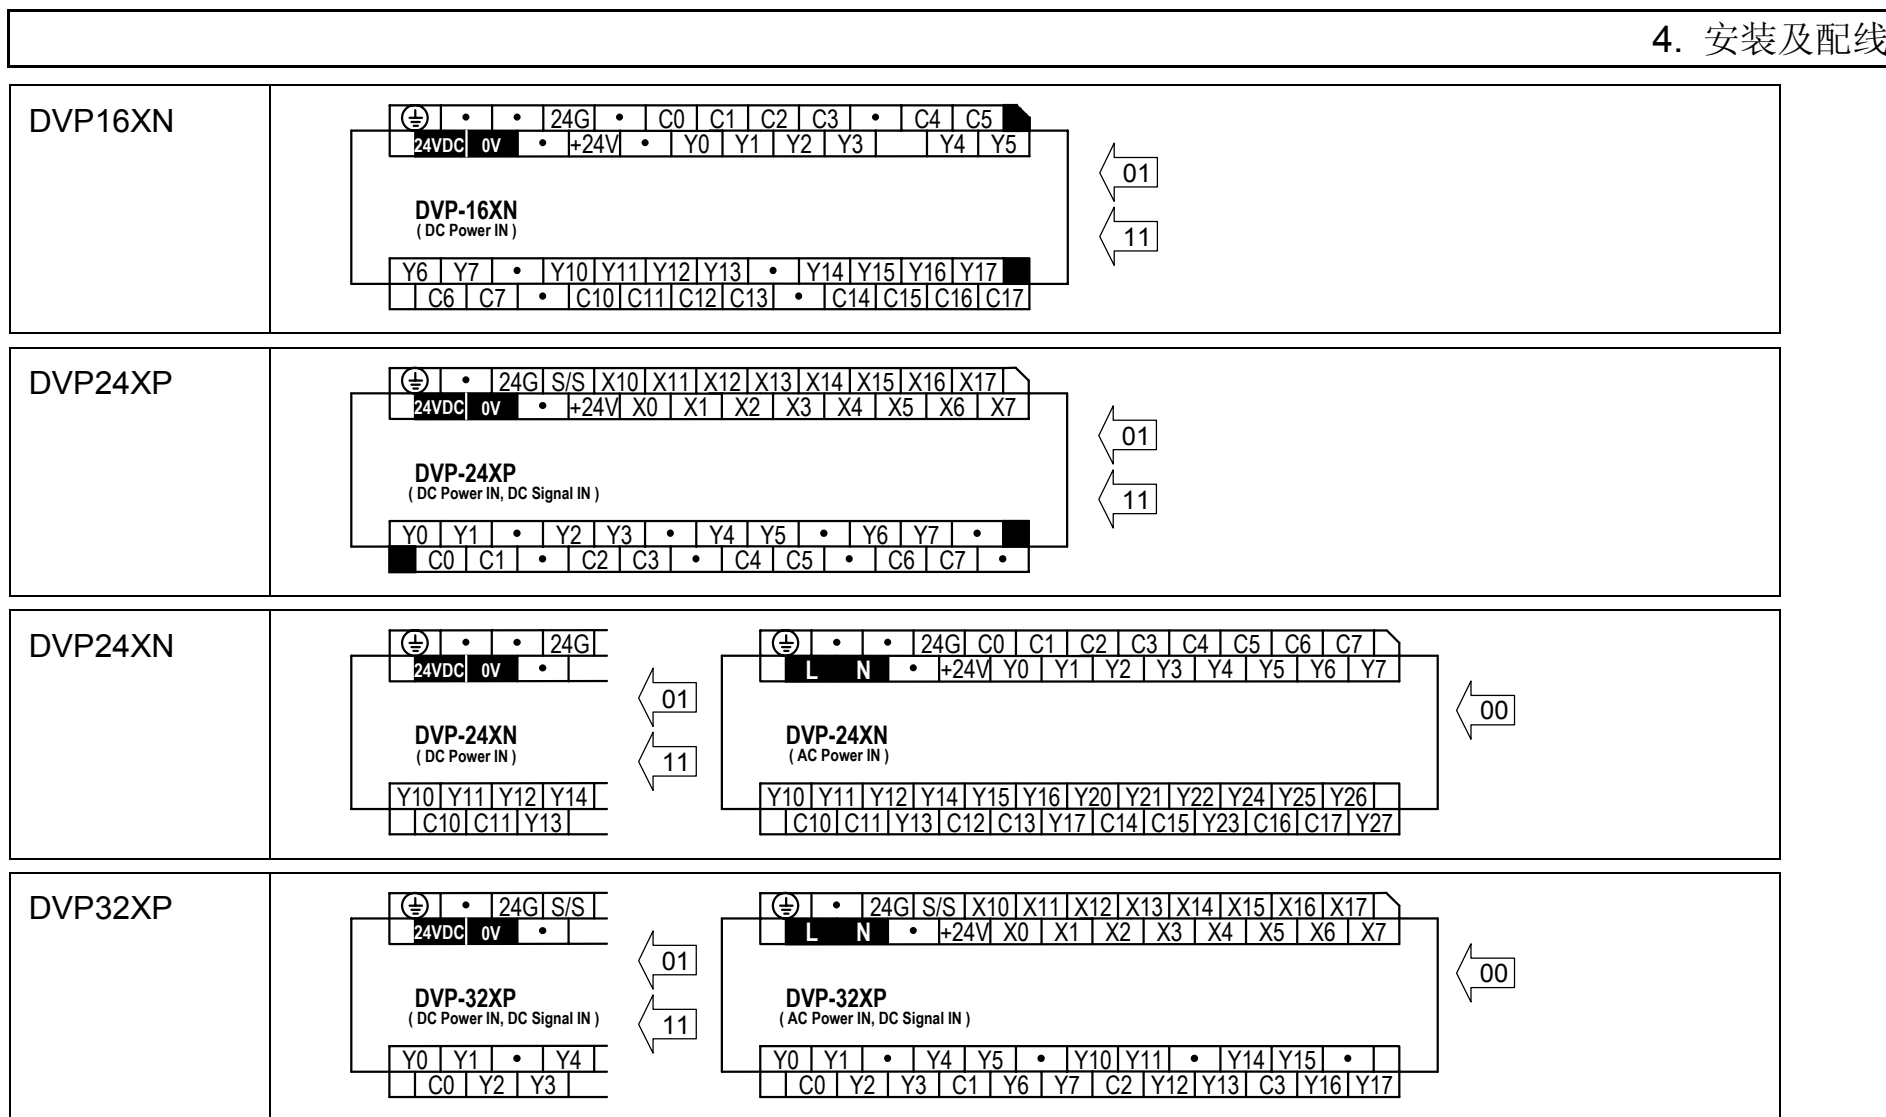 4. 安装及配线
DVP16XN
• • 24G • C0 C1 C2 C3 • C4 C5
24VDC 0V • +24V • Y0 Y1 Y2 Y3 Y4 Y5
01
DVP-16XN
( DC Power IN )
11
Y6 Y7 • Y10 Y11 Y12 Y13 • Y14 Y15 Y16 Y17
C6 C7 • C10 C11 C12 C13 • C14 C15 C16 C17
DVP24XP
• 24G S/S X10 X11 X12 X13 X14 X15 X16 X17
24VDC 0V • +24V X0 X1 X2 X3 X4 X5 X6 X7
01
DVP-24XP
( DC Power IN, DC Signal IN )
11
Y0 Y1 • Y2 Y3 • Y4 Y5 • Y6 Y7 •
C0 C1 • C2 C3 • C4 C5 • C6 C7 •
DVP24XN
• • 24G
24VDC 0V •
01
DVP-24XN
( DC Power IN )
11
Y10 Y11 Y12 Y14
C10 C11 Y13
• • 24G C0 C1 C2 C3 C4 C5 C6 C7
L N • +24V Y0 Y1 Y2 Y3 Y4 Y5 Y6 Y7
00
DVP-24XN
( AC Power IN )
Y10 Y11 Y12 Y14 Y15 Y16 Y20 Y21 Y22 Y24 Y25 Y26
C10 C11 Y13 C12 C13 Y17 C14 C15 Y23 C16 C17 Y27
DVP32XP
• 24G S/S
24VDC 0V •
01
DVP-32XP
( DC Power IN, DC Signal IN )
11
Y0 Y1 • Y4
C0 Y2 Y3
• 24G S/S X10 X11 X12 X13 X14 X15 X16 X17
L N • +24V X0 X1 X2 X3 X4 X5 X6 X7
00
DVP-32XP
( AC Power IN, DC Signal IN )
Y0 Y1 • Y4 Y5 • Y10 Y11 • Y14 Y15 •
C0 Y2 Y3 C1 Y6 Y7 C2 Y12 Y13 C3 Y16 Y17